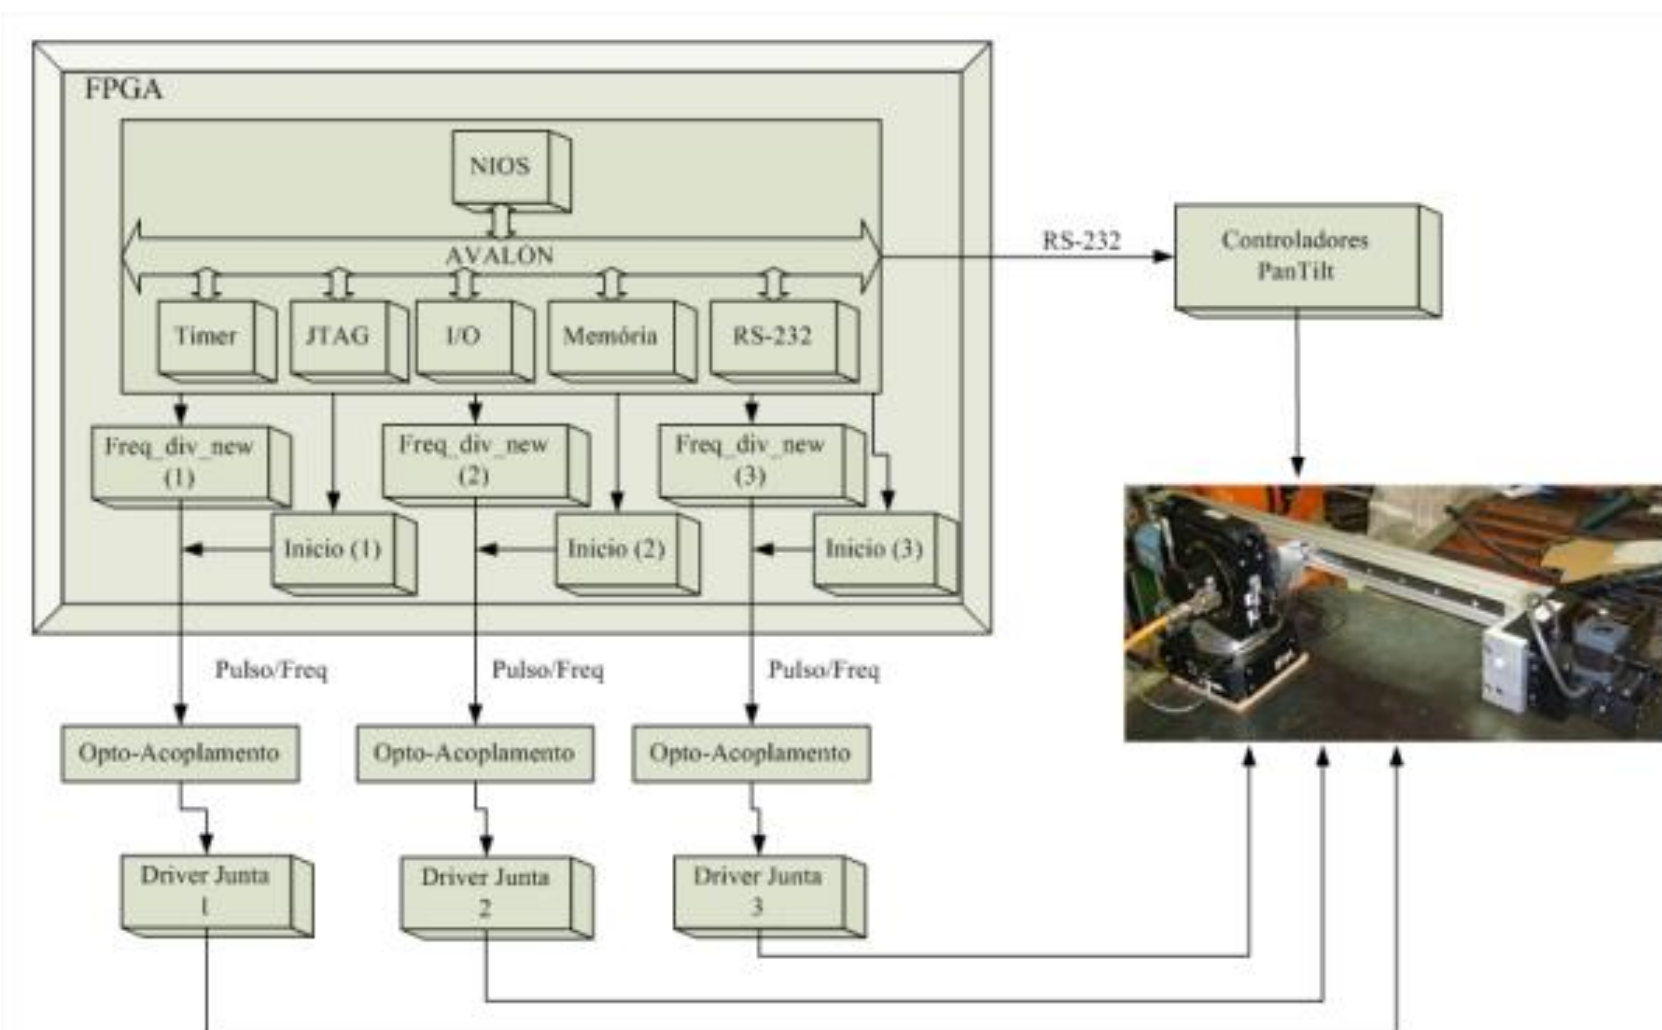 FPGA
NIOS
AVALON
RS-232
Controladores
PanTilt
Timer
JTAG
I/O
Memória
RS-232
Freq_div_new
(1)
Freq_div_new
(2)
Freq_div_new
(3)
Inicio (1)
Inicio (2)
Inicio (3)
Pulso/Freq
Pulso/Freq
Pulso/Freq
Opto-Acoplamento
Opto-Acoplamento
Opto-Acoplamento
Driver Junta
1
Driver Junta
2
Driver Junta
3